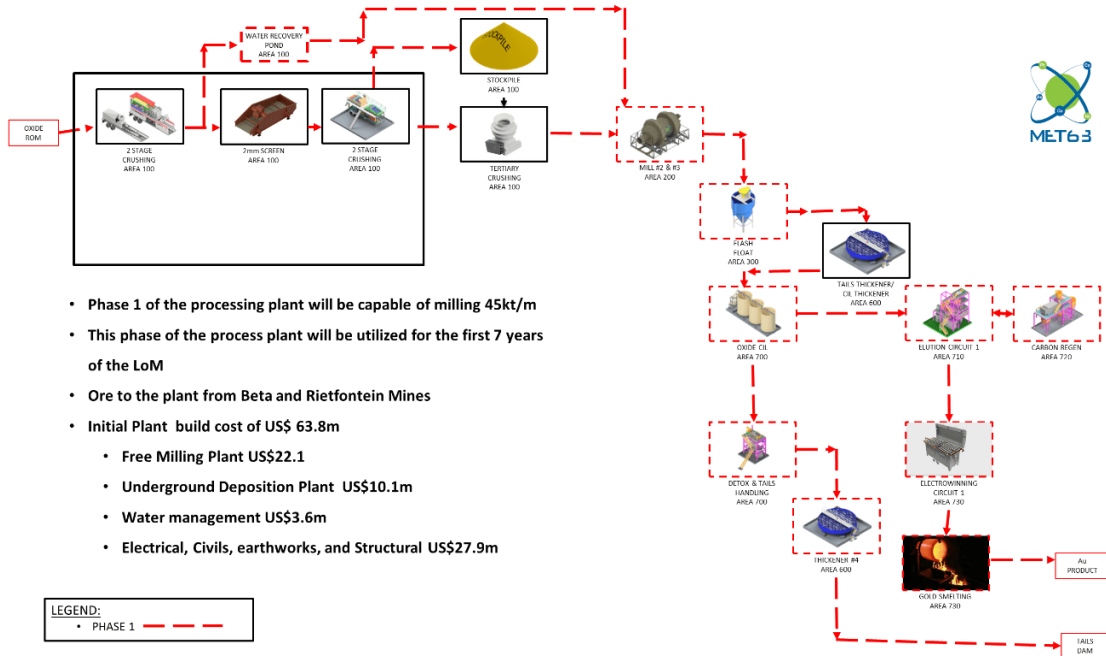 WATER RECOVERY
POND
AREA 100
STOCKPILE
STOCKPILE
AREA 100
OXIDE
ROM
2 STAGE
CRUSHING
AREA 100
2mm SCREEN
AREA 100
2 STAGE
CRUSHING
AREA 100
TERTIARY
CRUSHING
AREA 100
MILL #2 & #3
AREA 200
MET63
FLASH
FLOAT
AREA 300
TAILS THICKENER/
CIL THICKENER
AREA 600
• Phase 1 of the processing plant will be capable of milling 45kt/m
• This phase of the process plant will be utilized for the first 7 years
of the LoM
• Ore to the plant from Beta and Rietfontein Mines
• Initial Plant build cost of US$ 63.8m
• Free Milling Plant US$22.1
• Underground Deposition Plant US$10.1m
• Water management US$3.6m
• Electrical, Civils, earthworks, and Structural US$27.9m
OXIDE CIL
AREA 700
ELUTION CIRCUIT 1
AREA 710
CARBON REGEN
AREA 720
DETOX & TAILS
HANDLING
AREA 700
ELECTROWINNING
CIRCUIT 1
AREA 730
THICKENER #4
AREA 600
GOLD SMELTING
AREA 730
Au
PRODUCT
TAILS
DAM
LEGEND:
• PHASE 1